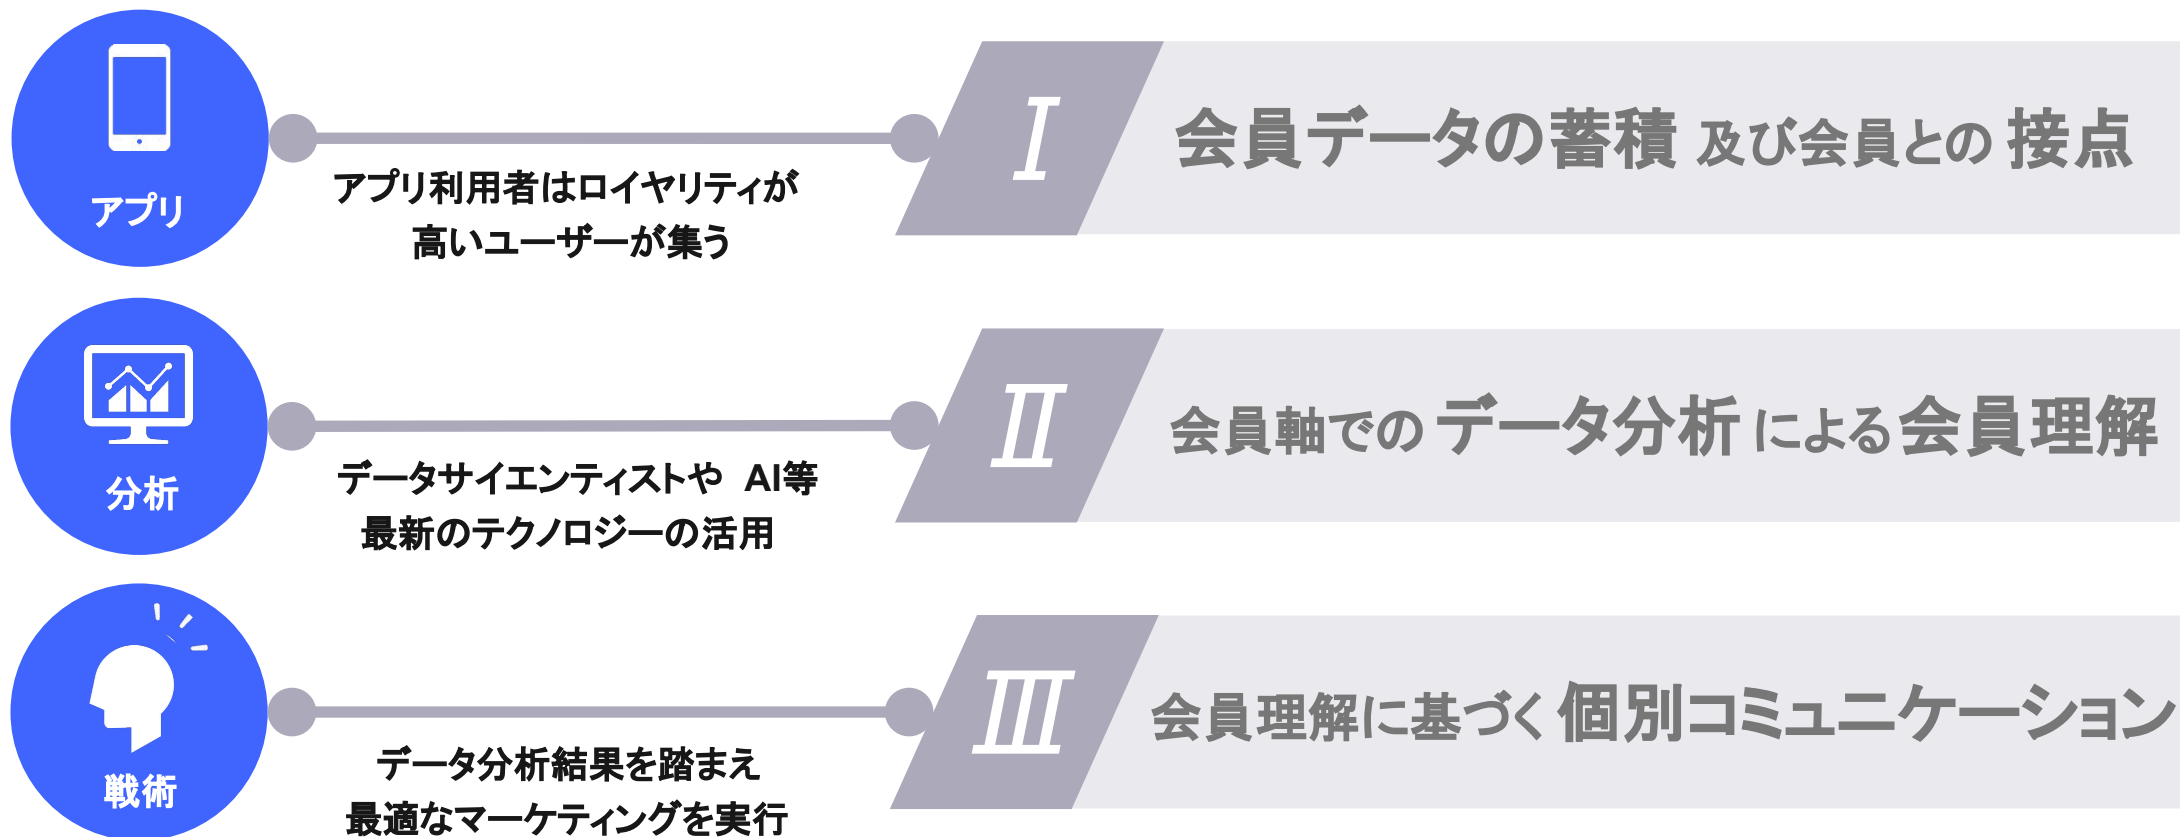 アプリ
アプリ利用者はロイヤリティが
高いユーザーが集う
I
会員データの蓄積 及び会員との 接点
分析
データサイエンティストや AI等
最新のテクノロジーの活用
II
会員軸での データ分析 による 会員理解
戦術
データ分析結果を踏まえ
最適なマーケティングを実行
III
会員理解に基づく 個別コミュニケーション